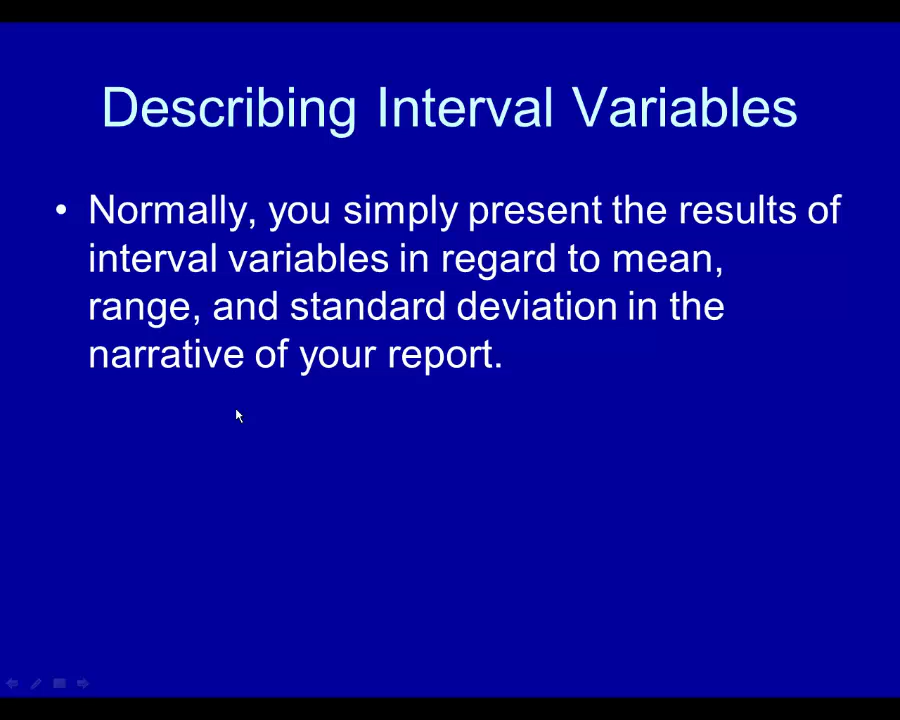 Describing Interval Variables
• Normally, you simply present the results of
interval variables in regard to mean,
range, and standard deviation in the
narrative of your report.